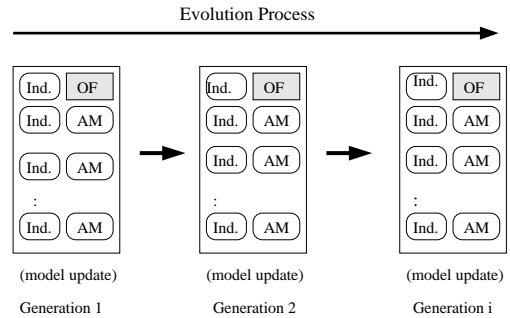 Evolution Process
Ind. OF Ind. OF Ind. OF
Ind. AM Ind. AM Ind. AM
Ind. AM Ind. AM Ind. AM
: : :
Ind. AM Ind. AM Ind. AM
(model update) (model update) (model update)
Generation 1 Generation 2 Generation i